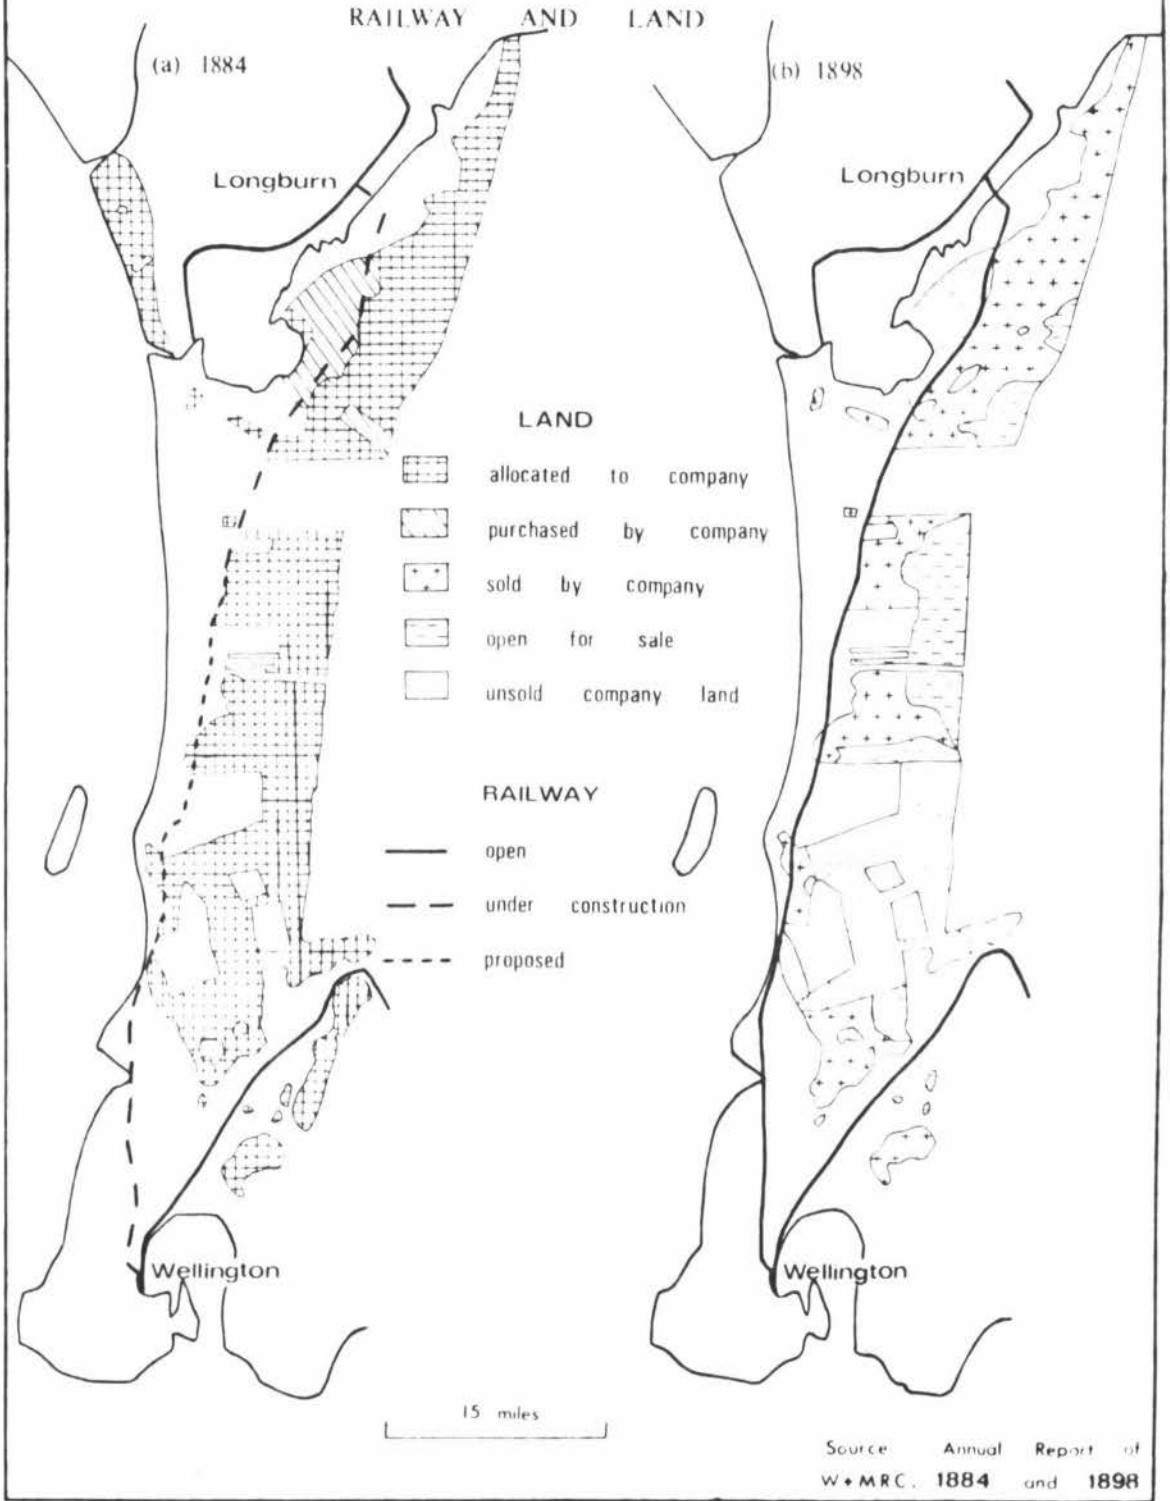 RAILWAY AND LAND
(a) 1884
(b) 1898
Longburn
Longburn
LAND
allocated to company
purchased by company
sold by company
open for sale
unsold company land
RAILWAY
open
under construction
proposed
Wellington
Wellington
15 miles
Source Annual Report of
W+MRC. 1884 and 1898